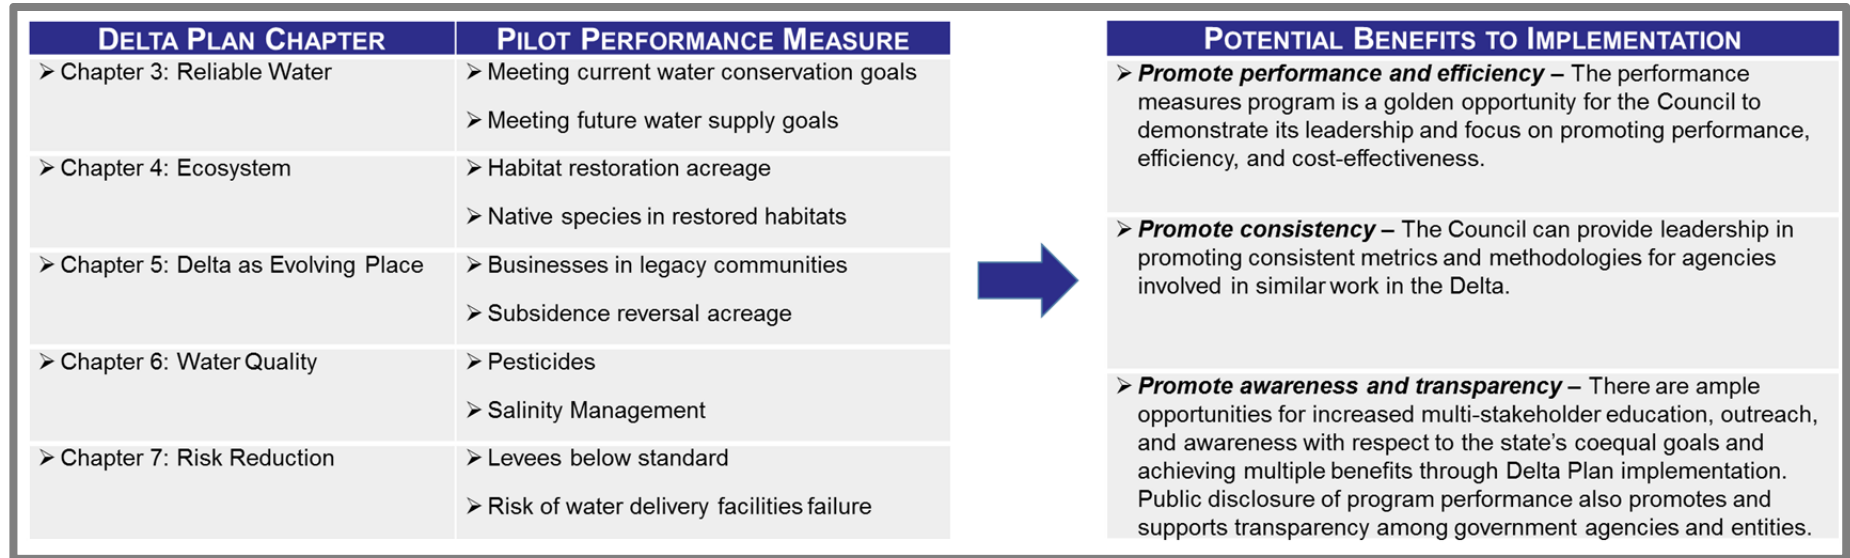 DELTA PLAN CHAPTER
PILOT PERFORMANCE MEASURE
➢ Chapter 3: Reliable Water
➢ Meeting current water conservation goals
➢ Meeting future water supply goals
➢ Chapter 4: Ecosystem
➢ Habitat restoration acreage
➢ Native species in restored habitats
➢ Chapter 5: Delta as Evolving Place
➢ Businesses in legacy communities
➢ Subsidence reversal acreage
➢ Chapter 6: Water Quality
➢ Pesticides
➢ Salinity Management
➢ Chapter 7: Risk Reduction
➢ Levees below standard
➢ Risk of water delivery facilities failure
POTENTIAL BENEFITS TO IMPLEMENTATION
➢ Promote performance and efficiency – The performance
measures program is a golden opportunity for the Council to
demonstrate its leadership and focus on promoting performance,
efficiency, and cost-effectiveness.
➢ Promote consistency – The Council can provide leadership in
promoting consistent metrics and methodologies for agencies
involved in similar work in the Delta.
➢ Promote awareness and transparency – There are ample
opportunities for increased multi-stakeholder education, outreach,
and awareness with respect to the state's coequal goals and
achieving multiple benefits through Delta Plan implementation.
Public disclosure of program performance also promotes and
supports transparency among government agencies and entities.